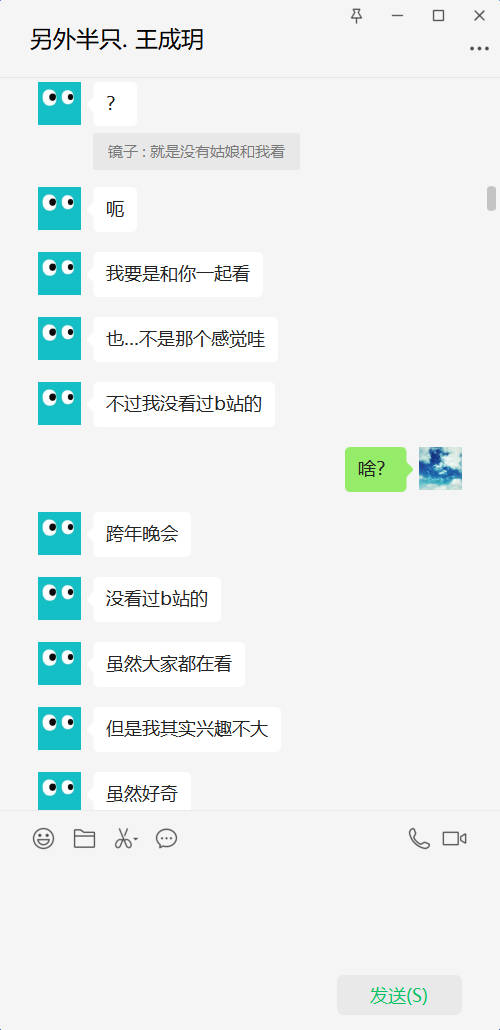 另外半只. 王成玥
?
镜子 : 就是没有姑娘和我看
呃
我要是和你一起看
也...不是那个感觉哇
不过我没看过b站的
啥?
跨年晚会
没看过b站的
虽然大家都在看
但是我其实兴趣不大
虽然好奇
发送(S)